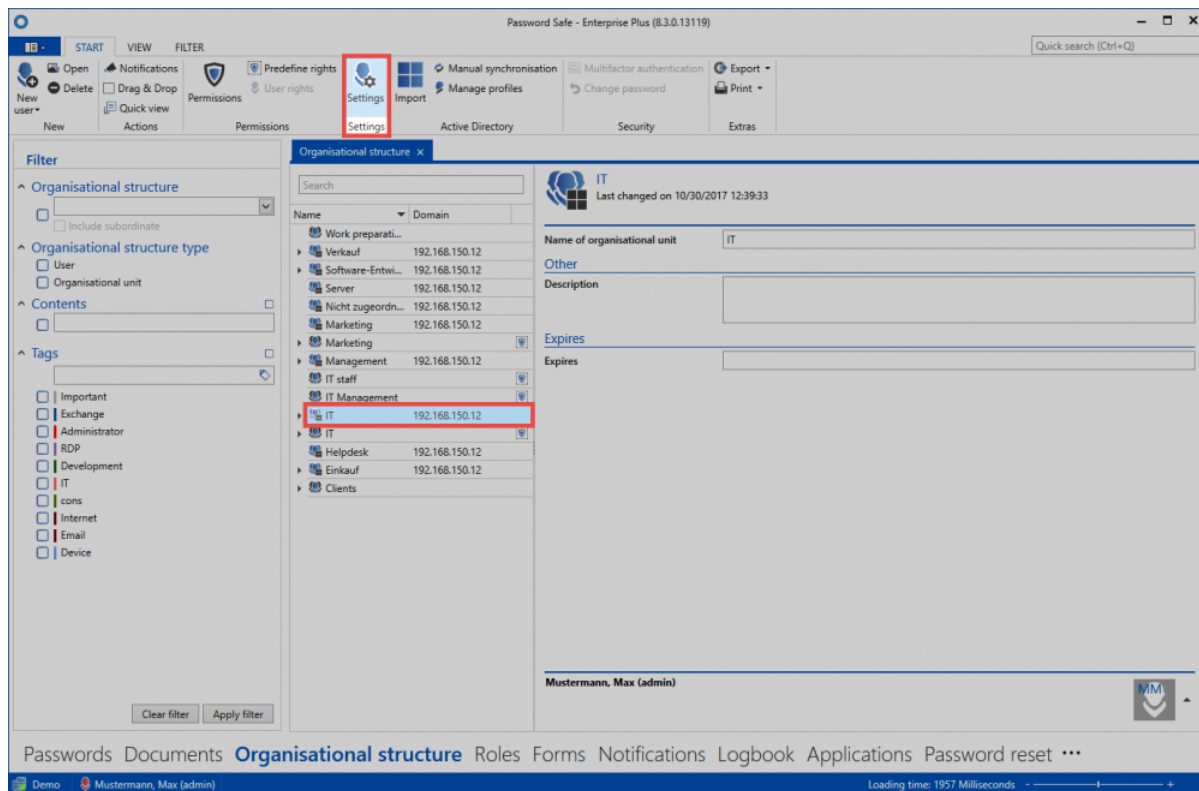 Password Safe - Enterprise Plus (8.3.0.13119)
START VIEW FILTER
Quick search (Ctrl+Q)
New user
Open
Delete
New
Notifications
Drag & Drop
Quick view
Actions
Permissions
Predefine rights
User rights
Permissions
Settings
Settings
Import
Manual synchronisation
Manage profiles
Active Directory
Multifactor authentication
Change password
Security
Export
Print
Extras
Filter
Organisational structure
Include subordinate
Organisational structure type
User
Organisational unit
Contents
Tags
Important
Exchange
Administrator
RDP
Development
IT
cons
Internet
Email
Device
Clear filter Apply filter
Organisational structure ×
Search
Name Domain
Work preparati...
Verkauf 192.168.150.12
Software-Entwi... 192.168.150.12
Server 192.168.150.12
Nicht zugeordn... 192.168.150.12
Marketing 192.168.150.12
Marketing
Management 192.168.150.12
IT staff
IT Management
IT 192.168.150.12
IT
Helpdesk 192.168.150.12
Einkauf 192.168.150.12
Clients
IT
Last changed on 10/30/2017 12:39:33
Name of organisational unit IT
Other
Description
Expires
Expires
Mustermann, Max (admin)
MM
Passwords Documents Organisational structure Roles Forms Notifications Logbook Applications Password reset •••
Demo Mustermann, Max (admin) Loading time: 1957 Milliseconds - +